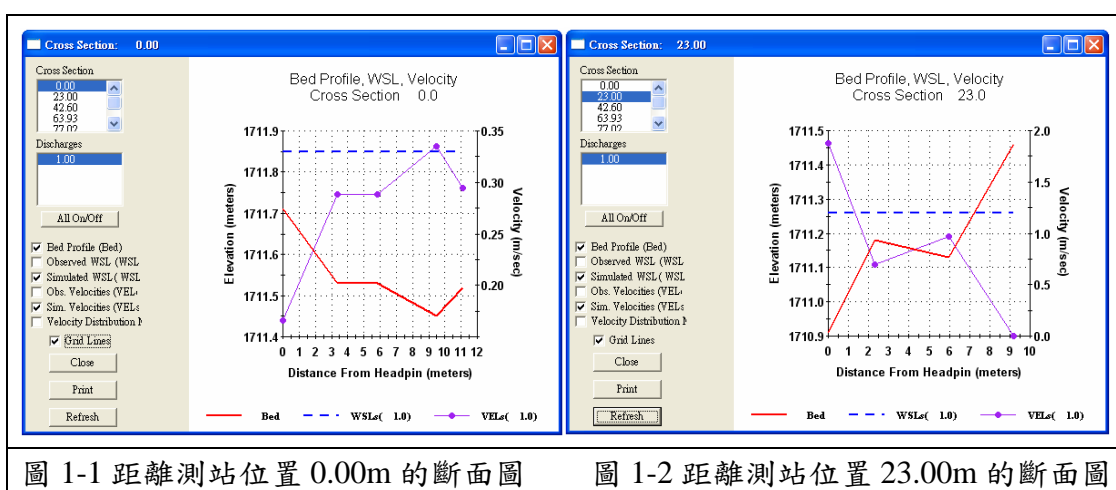 Cross Section: 0.00
Cross Section
0.00
23.00
42.60
63.93
77.02
Discharges
1.00
All On/Off
Bed Profile (Bed)
Observed WSL (WSL
Simulated WSL ( WSL
Obs. Velocities (VEL
Sim. Velocities (VELs
Velocity Distribution
Grid Lines
Close
Print
Refresh
Bed Profile, WSL, Velocity
Cross Section 0.0
1711.9
1711.8
1711.7
1711.6
1711.5
1711.4
Elevation (meters)
0.35
0.30
0.25
0.20
Velocity (m/sec)
0 1 2 3 4 5 6 7 8 9 10 11 12
Distance From Headpin (meters)
Bed WSLs( 1.0) VELs( 1.0)
Cross Section: 23.00
Cross Section
0.00
23.00
42.60
63.93
77.02
Discharges
1.00
All On/Off
Bed Profile (Bed)
Observed WSL (WSL
Simulated WSL ( WSL
Obs. Velocities (VEL
Sim. Velocities (VELs
Velocity Distribution
Grid Lines
Close
Print
Refresh
Bed Profile, WSL, Velocity
Cross Section 23.0
1711.5
1711.4
1711.3
1711.2
1711.1
1711.0
1710.9
Elevation (meters)
2.0
1.5
1.0
0.5
0.0
Velocity (m/sec)
0 1 2 3 4 5 6 7 8 9 10
Distance From Headpin (meters)
Bed WSLs( 1.0) VELs( 1.0)
圖 1-1 距離測站位置 0.00m 的斷面圖
圖 1-2 距離測站位置 23.00m 的斷面圖